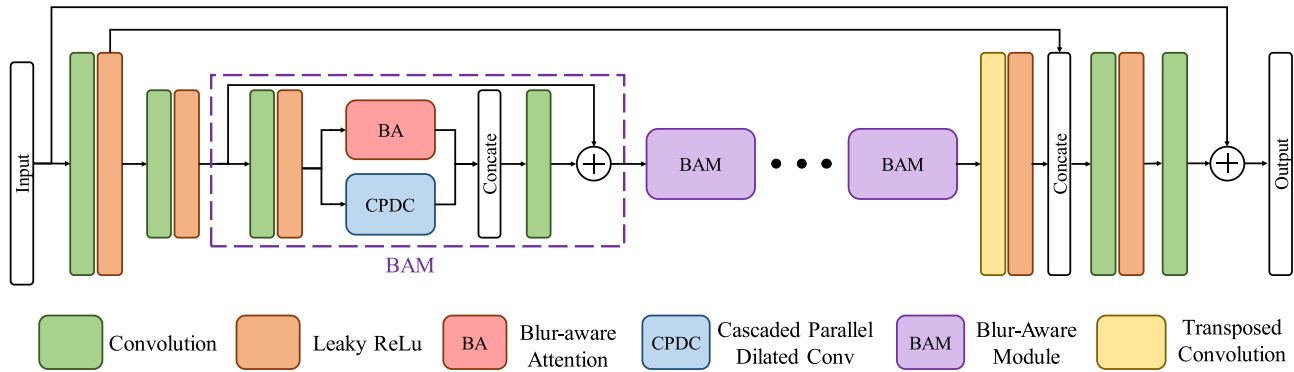 Input
BA
CPDC
Concate
BAM
BAM
BAM
Concate
Output
Convolution
Leaky ReLu
BA
Blur-aware
Attention
CPDC
Cascaded Parallel
Dilated Conv
BAM
Blur-Aware
Module
Transposed
Convolution